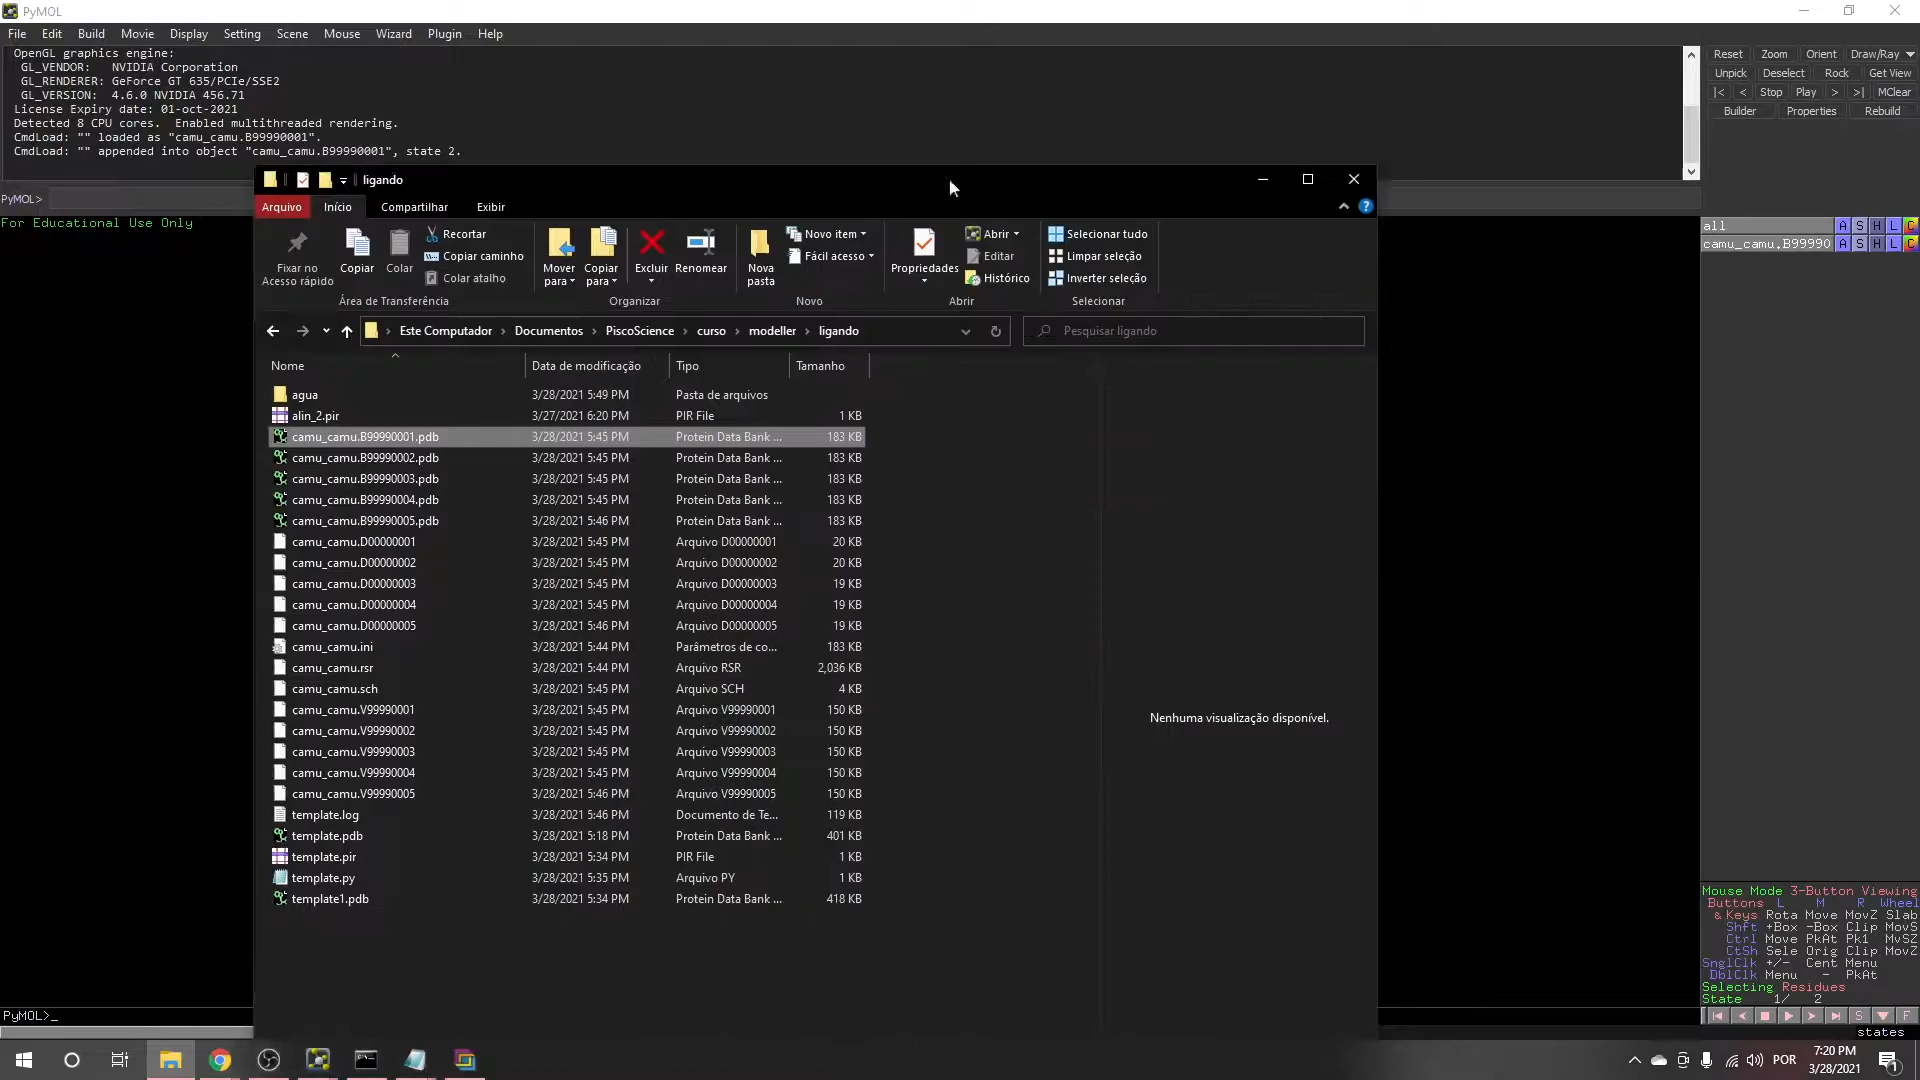 PyMOL
File Edit Build Movie Display Setting Scene Mouse Wizard Plugin Help
OpenGL graphics engine:
GL_VENDOR: NVIDIA Corporation
GL_RENDERER: GeForce GT 635/PCIe/SSE2
GL_VERSION: 4.6.0 NVIDIA 456.71
License Expiry date: 01-oct-2021
Detected 8 CPU cores. Enabled multithreaded rendering.
CmdLoad: "" loaded as "camu_camu.B99990001".
CmdLoad: "" appended into object "camu_camu.B99990001", state 2.
PyMOL>
For Educational Use Only
Reset Zoom Orient Draw/Ray
Unpick Deselect Rock Get View
|< < Stop Play > >| MClear
Builder Properties Rebuild
all A S H L C
camu_camu.B99990 A S H L C
ligando
Arquivo Início Compartilhar Exibir
Fixar no Acesso rápido
Copiar
Colar
Recortar
Copiar caminho
Colar atalho
Área de Transferência
Mover para
Copiar para
Excluir
Renomear
Organizar
Nova pasta
Novo item
Fácil acesso
Novo
Propriedades
Abrir
Editar
Histórico
Abrir
Selecionar tudo
Limpar seleção
Inverter seleção
Selecionar
Este Computador > Documentos > PiscoScience > curso > modeller > ligando
Pesquisar ligando
Nome Data de modificação Tipo Tamanho
agua 3/28/2021 5:49 PM Pasta de arquivos
alin_2.pir 3/27/2021 6:20 PM PIR File 1 KB
camu_camu.B99990001.pdb 3/28/2021 5:45 PM Protein Data Bank ... 183 KB
camu_camu.B99990002.pdb 3/28/2021 5:45 PM Protein Data Bank ... 183 KB
camu_camu.B99990003.pdb 3/28/2021 5:45 PM Protein Data Bank ... 183 KB
camu_camu.B99990004.pdb 3/28/2021 5:45 PM Protein Data Bank ... 183 KB
camu_camu.B99990005.pdb 3/28/2021 5:46 PM Protein Data Bank ... 183 KB
camu_camu.D00000001 3/28/2021 5:45 PM Arquivo D00000001 20 KB
camu_camu.D00000002 3/28/2021 5:45 PM Arquivo D00000002 20 KB
camu_camu.D00000003 3/28/2021 5:45 PM Arquivo D00000003 19 KB
camu_camu.D00000004 3/28/2021 5:45 PM Arquivo D00000004 19 KB
camu_camu.D00000005 3/28/2021 5:46 PM Arquivo D00000005 19 KB
camu_camu.ini 3/28/2021 5:44 PM Parâmetros de co... 183 KB
camu_camu.rsr 3/28/2021 5:44 PM Arquivo RSR 2,036 KB
camu_camu.sch 3/28/2021 5:45 PM Arquivo SCH 4 KB
camu_camu.V99990001 3/28/2021 5:45 PM Arquivo V99990001 150 KB
camu_camu.V99990002 3/28/2021 5:45 PM Arquivo V99990002 150 KB
camu_camu.V99990003 3/28/2021 5:45 PM Arquivo V99990003 150 KB
camu_camu.V99990004 3/28/2021 5:45 PM Arquivo V99990004 150 KB
camu_camu.V99990005 3/28/2021 5:46 PM Arquivo V99990005 150 KB
template.log 3/28/2021 5:46 PM Documento de Te... 119 KB
template.pdb 3/28/2021 5:18 PM Protein Data Bank ... 401 KB
template.pir 3/28/2021 5:34 PM PIR File 1 KB
template.py 3/28/2021 5:35 PM Arquivo PY 1 KB
template1.pdb 3/28/2021 5:34 PM Protein Data Bank ... 418 KB
Nenhuma visualização disponível.
Mouse Mode 3-Button Viewing
Buttons L M R Wheel
& Keys Rota Move MovZ Slab
Shft +Box -Box Clip MovS
Ctrl Move PkAt Pk1 MvSZ
CtSh Sele Orig Clip MovZ
SnglClk +/- Cent Menu
DblClk Menu - PkAt
Selecting Residues
State 1/ 2
S F
PyMOL>_
states
POR
7:20 PM
3/28/2021
1